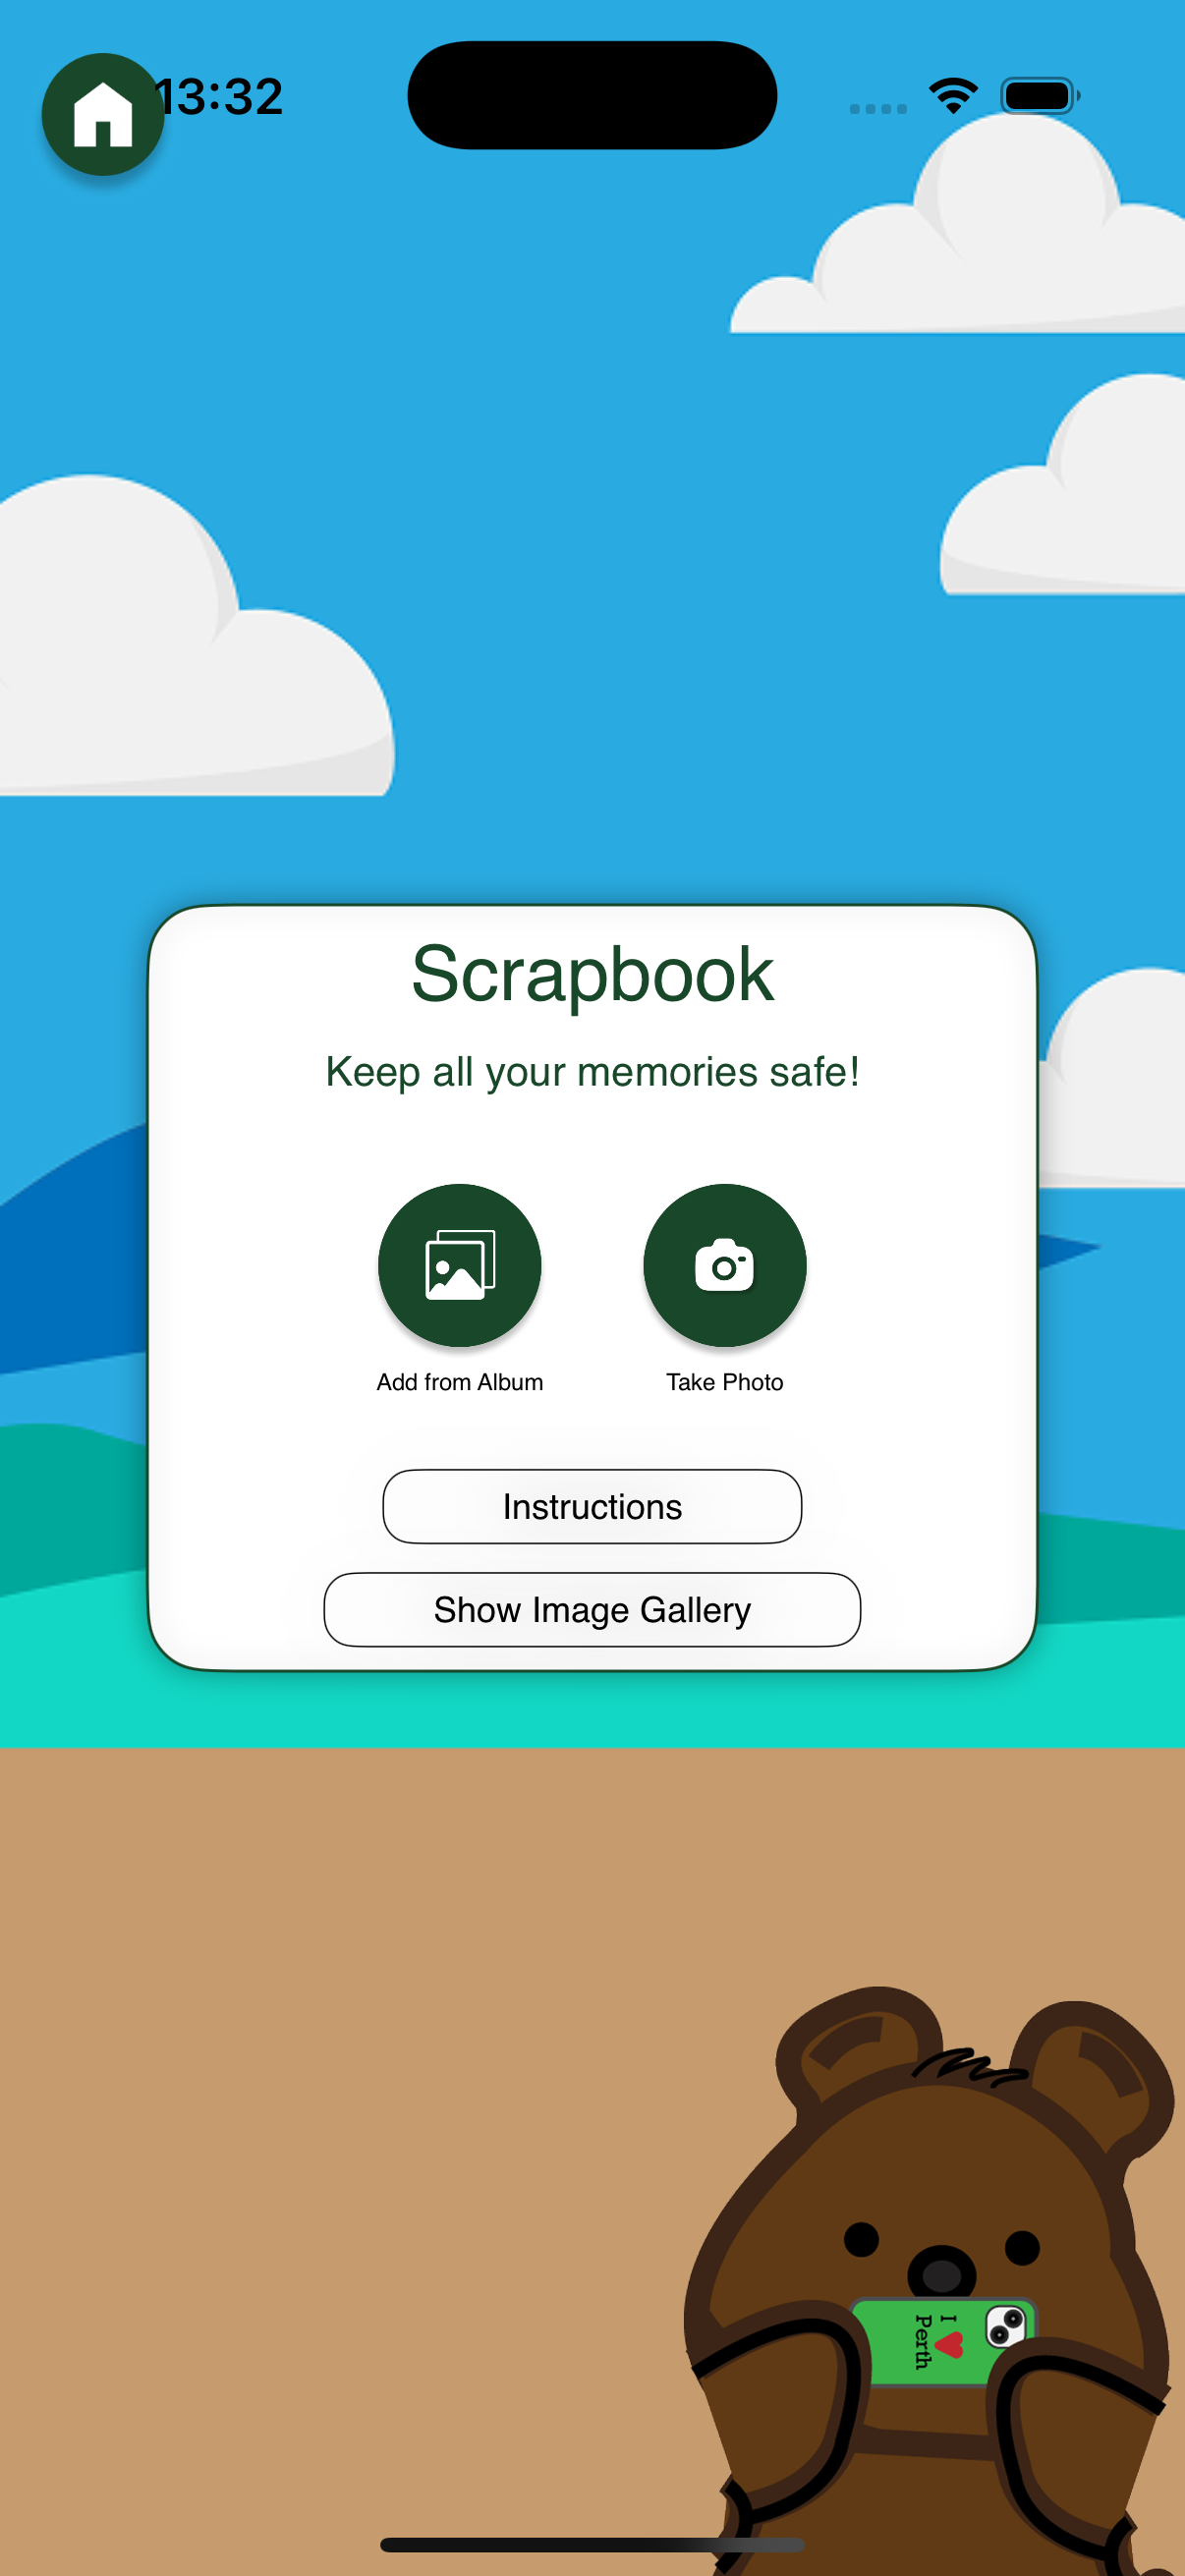 13:32
Scrapbook
Keep all your memories safe!
Add from Album
Take Photo
Instructions
Show Image Gallery
I
Perth